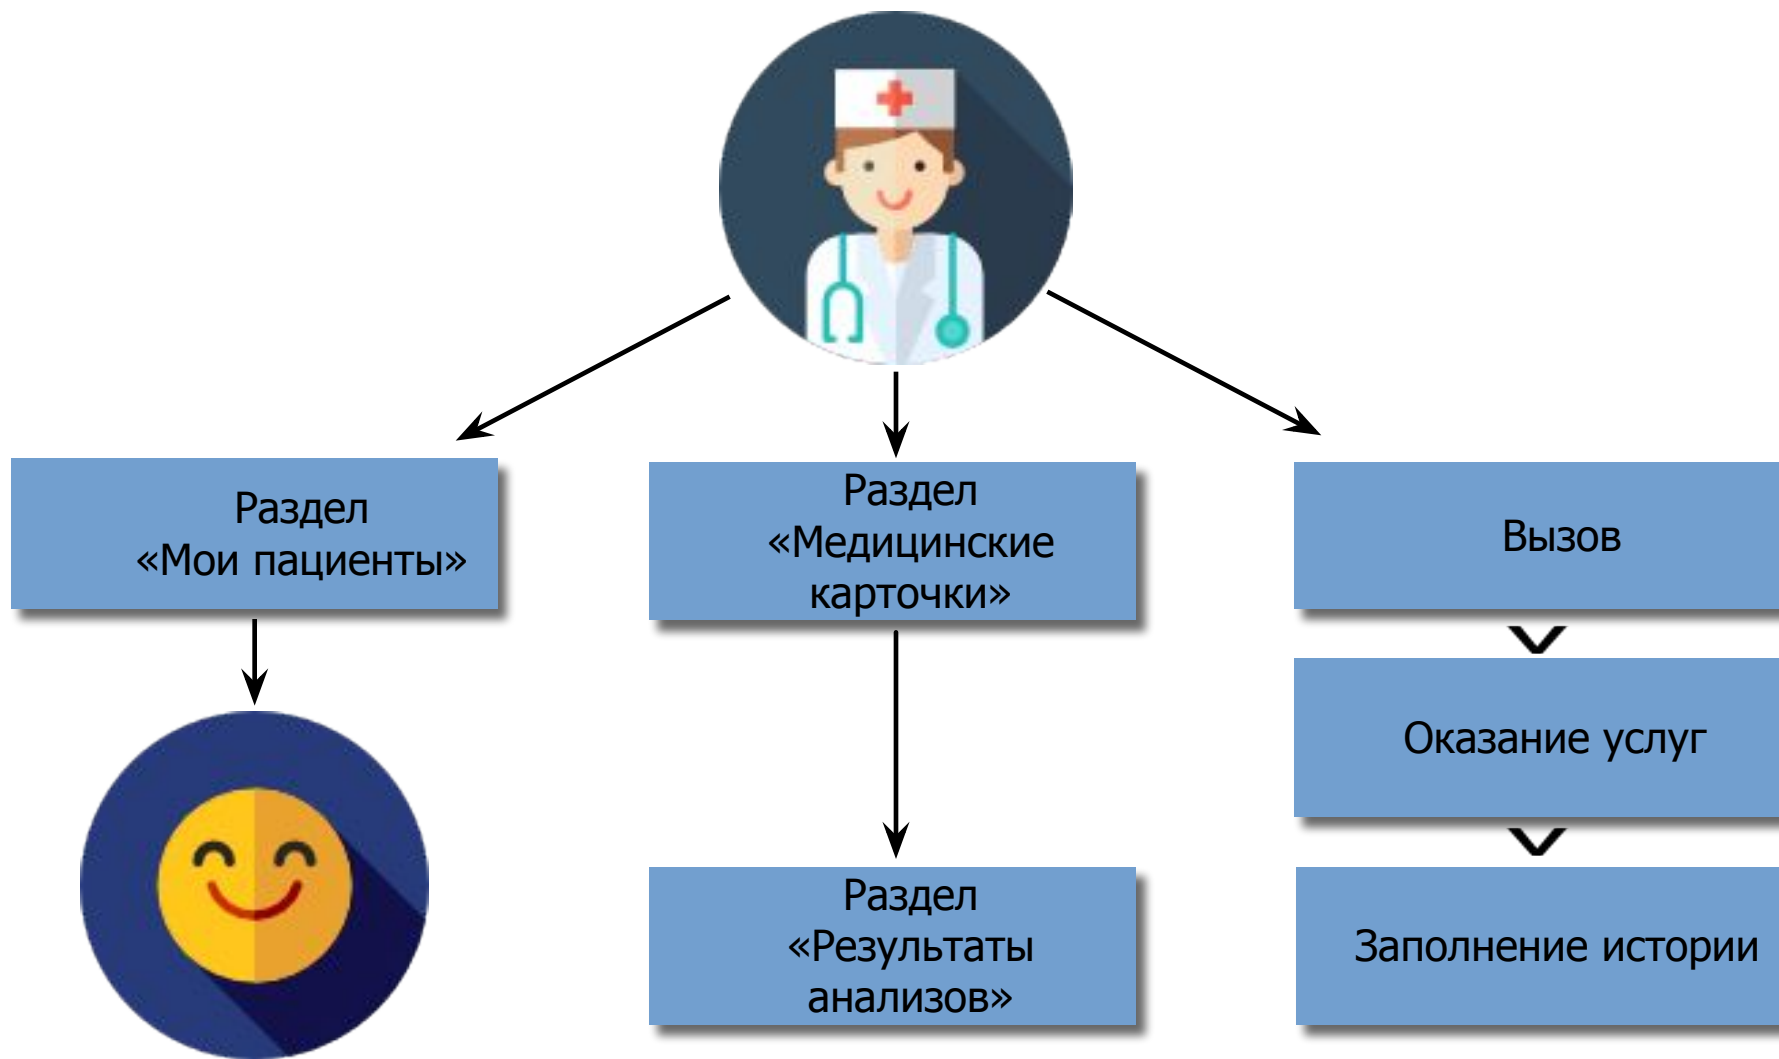 Раздел
«Мои пациенты»
Раздел
«Медицинские
карточки»
Вызов
Оказание услуг
Раздел
«Результаты
анализов»
Заполнение истории